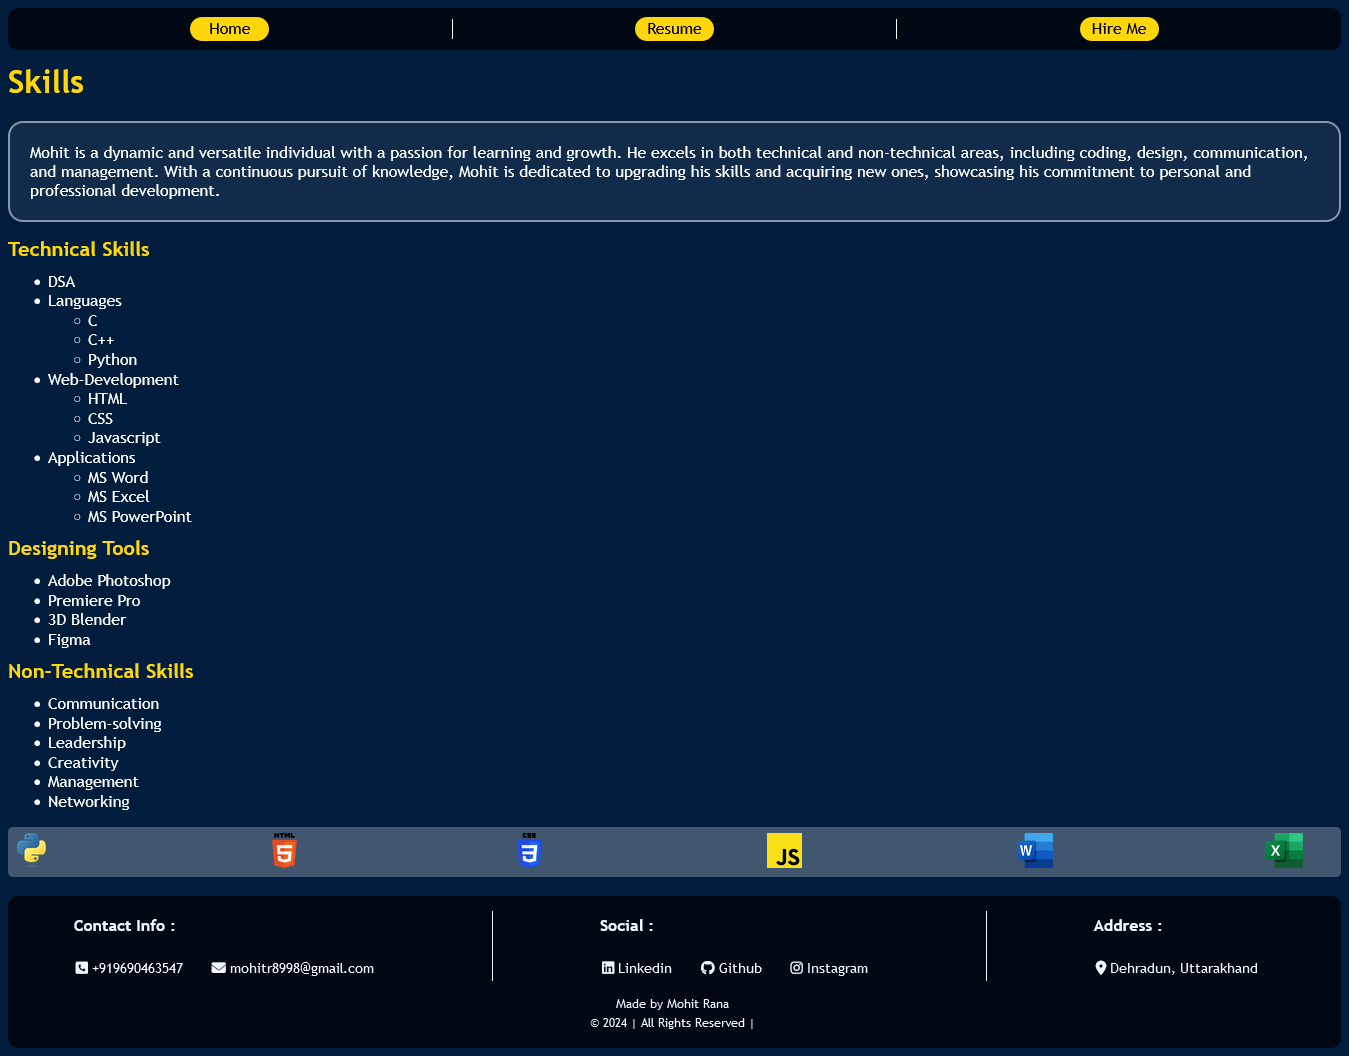 Home
Resume
Hire Me
Skills
Mohit is a dynamic and versatile individual with a passion for learning and growth. He excels in both technical and non-technical areas, including coding, design, communication,
and management. With a continuous pursuit of knowledge, Mohit is dedicated to upgrading his skills and acquiring new ones, showcasing his commitment to personal and
professional development.
Technical Skills
DSA
Languages
C
C++
Python
Web-Development
HTML
CSS
Javascript
Applications
MS Word
MS Excel
MS PowerPoint
Designing Tools
Adobe Photoshop
Premiere Pro
3D Blender
Figma
Non-Technical Skills
Communication
Problem-solving
Leadership
Creativity
Management
Networking
HTML
5
CSS
3
JS
W
X
Contact Info :
Social :
Address :
+919690463547
mohitr8998@gmail.com
Linkedin
Github
Instagram
Dehradun, Uttarakhand
Made by Mohit Rana
© 2024 | All Rights Reserved |